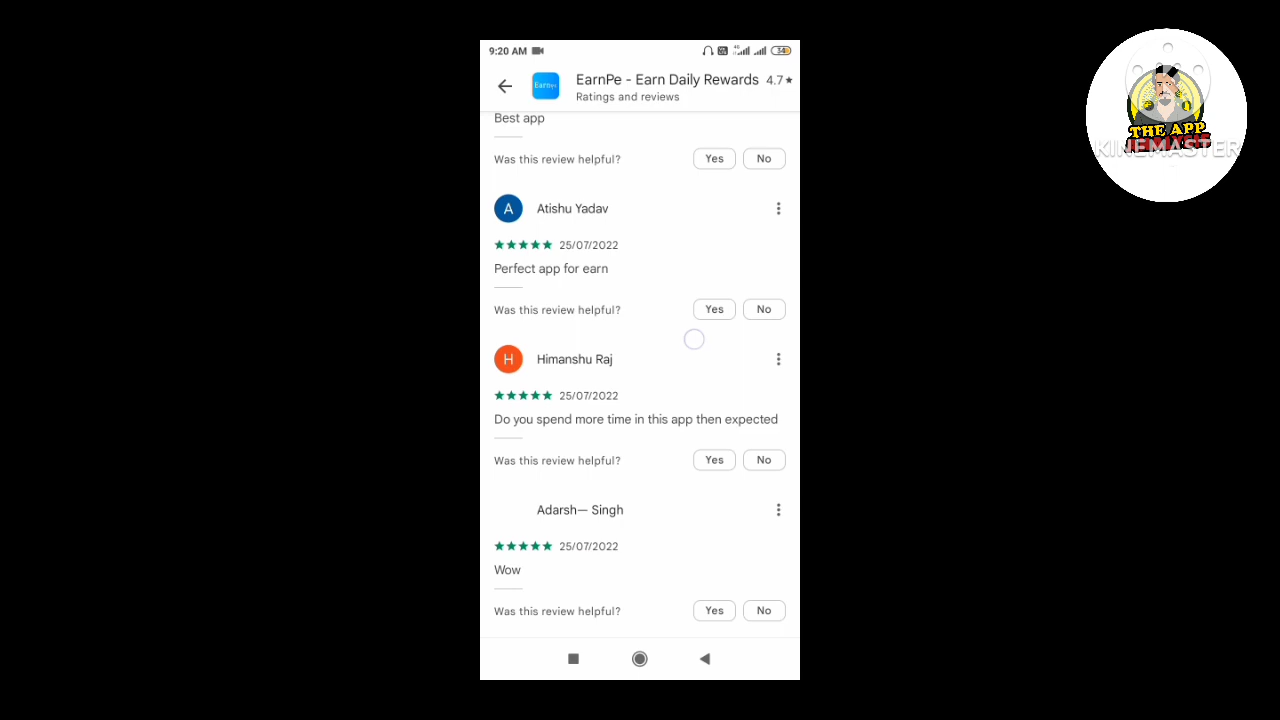 9:20 AM
34
EarnPe - Earn Daily Rewards 4.7★
Ratings and reviews
Best app
Was this review helpful? Yes No
A Atishu Yadav
25/07/2022
Perfect app for earn
Was this review helpful? Yes No
H Himanshu Raj
25/07/2022
Do you spend more time in this app then expected
Was this review helpful? Yes No
Adarsh— Singh
25/07/2022
Wow
Was this review helpful? Yes No
THE APP
KINEMASTER